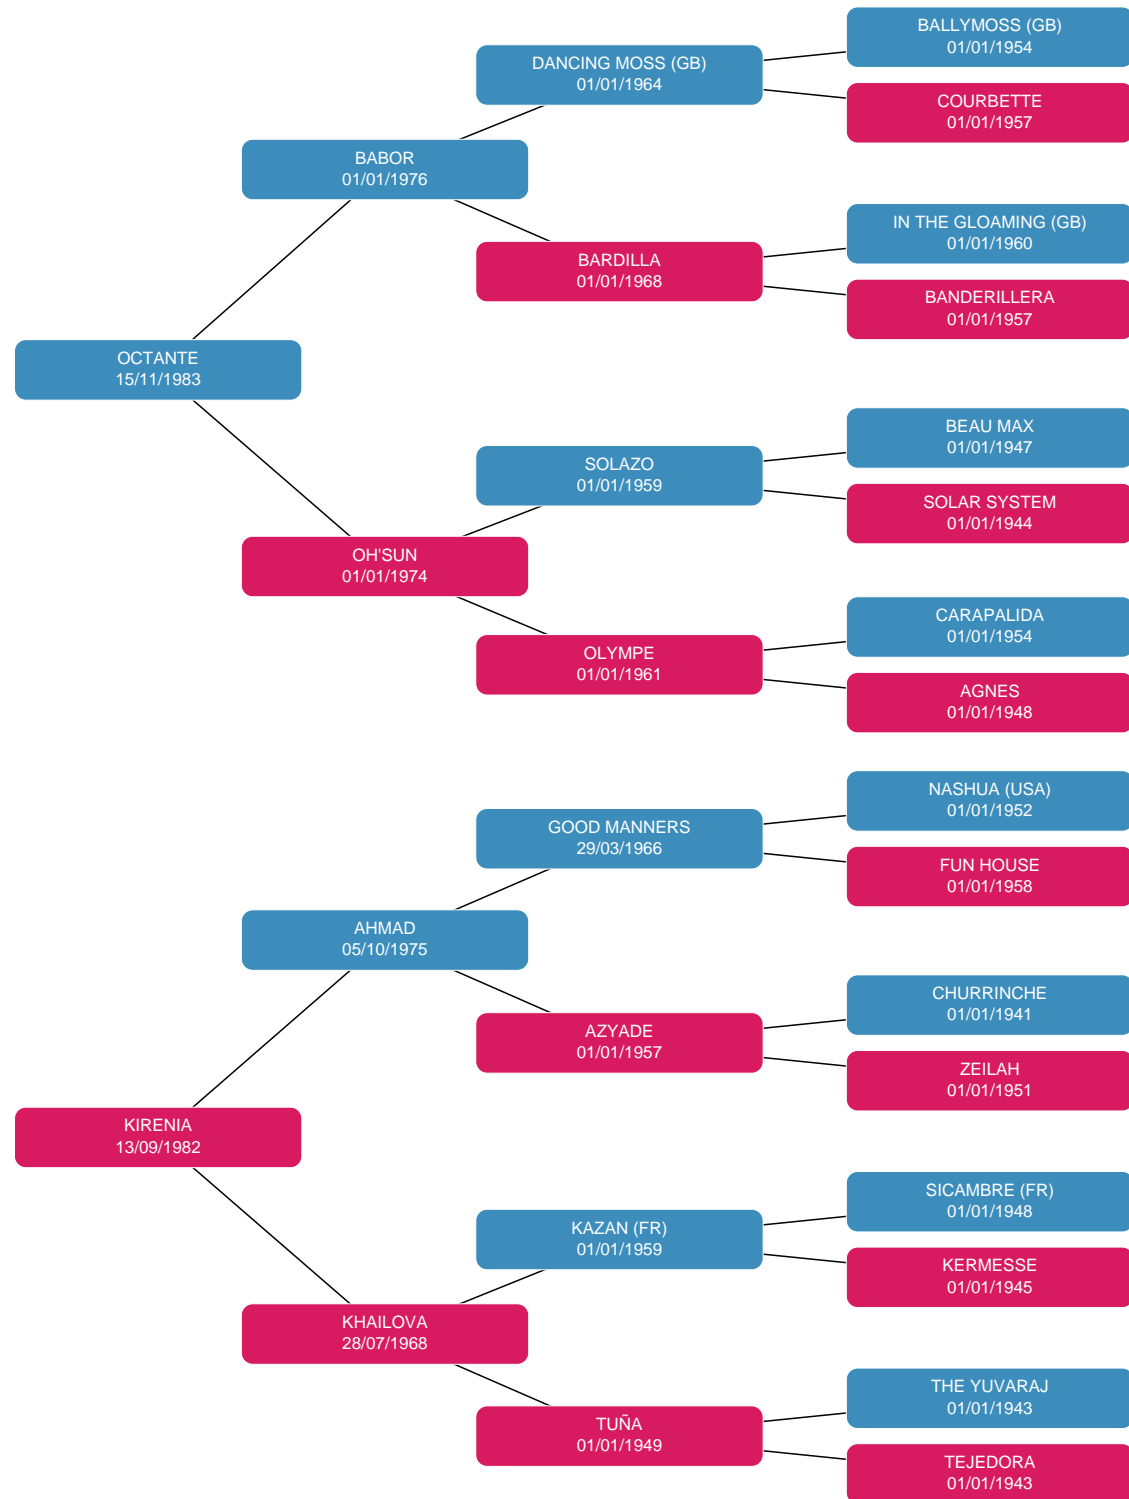 BALLYMOSS (GB)
01/01/1954
DANCING MOSS (GB)
01/01/1964
COURBETTE
01/01/1957
BABOR
01/01/1976
IN THE GLOAMING (GB)
01/01/1960
BARDILLA
01/01/1968
BANDERILLERA
01/01/1957
OCTANTE
15/11/1983
BEAU MAX
01/01/1947
SOLAZO
01/01/1959
SOLAR SYSTEM
01/01/1944
OH'SUN
01/01/1974
CARAPALIDA
01/01/1954
OLYMPE
01/01/1961
AGNES
01/01/1948
NASHUA (USA)
01/01/1952
GOOD MANNERS
29/03/1966
FUN HOUSE
01/01/1958
AHMAD
05/10/1975
CHURRINCHE
01/01/1941
AZYADE
01/01/1957
ZEILAH
01/01/1951
KIRENIA
13/09/1982
SICAMBRE (FR)
01/01/1948
KAZAN (FR)
01/01/1959
KERMESSE
01/01/1945
KHAILOVA
28/07/1968
THE YUVARAJ
01/01/1943
TUÑA
01/01/1949
TEJEDORA
01/01/1943